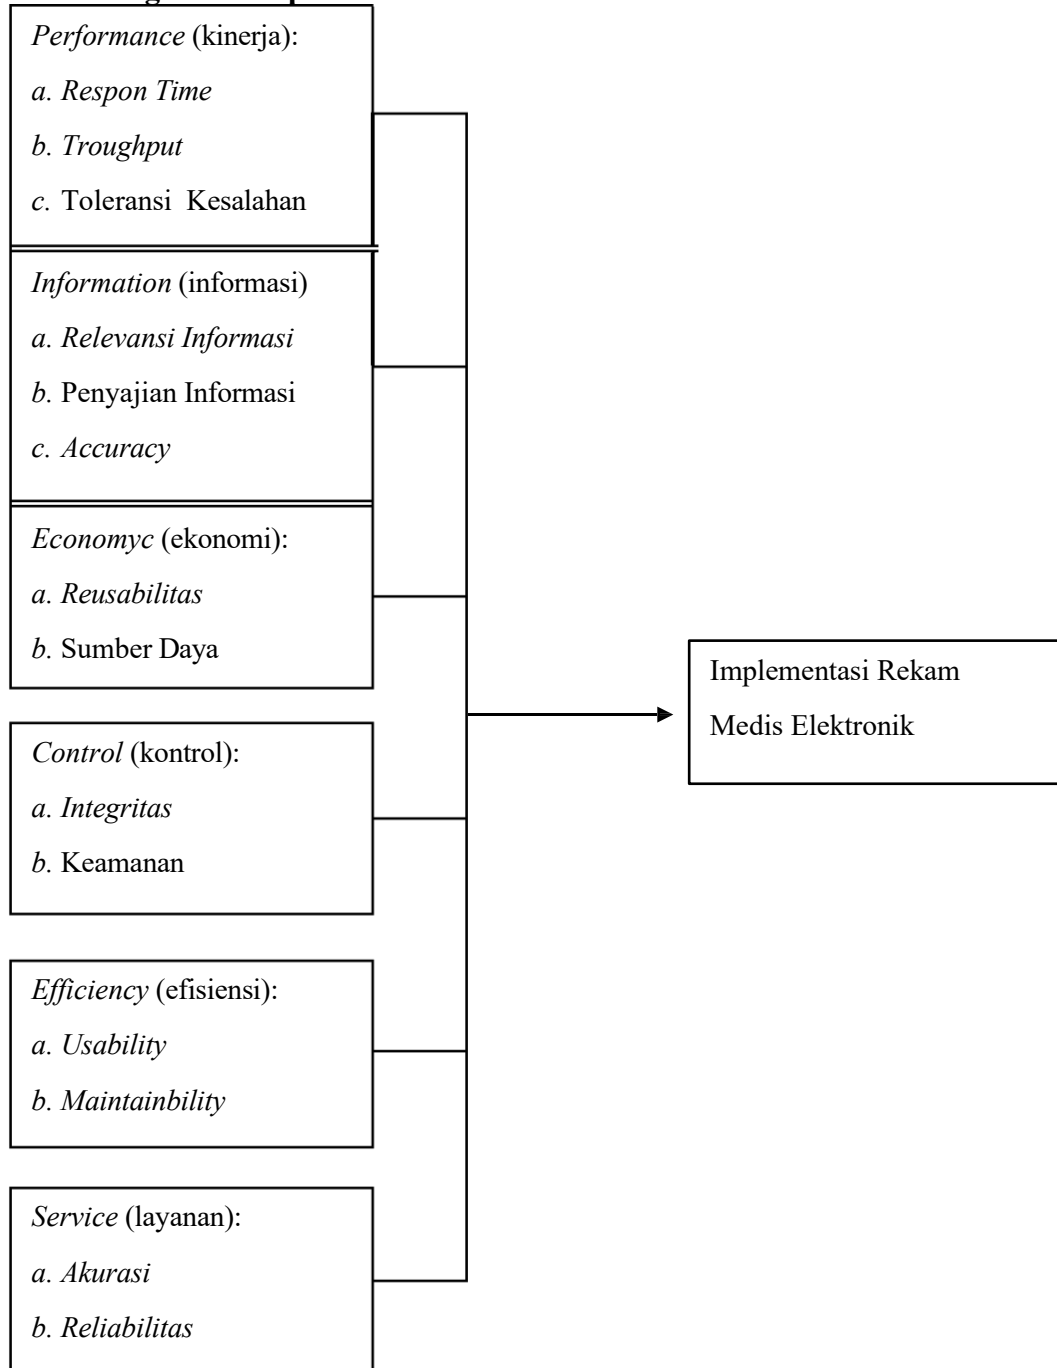 Performance (kinerja):
a. Respon Time
b. Troughput
c. Toleransi Kesalahan
Information (informasi)
a. Relevansi Informasi
b. Penyajian Informasi
c. Accuracy
Economyc (ekonomi):
a. Reusabilitas
b. Sumber Daya
Implementasi Rekam
Medis Elektronik
Control (kontrol):
a. Integritas
b. Keamanan
Efficiency (efisiensi):
a. Usability
b. Maintainbility
Service (layanan):
a. Akurasi
b. Reliabilitas